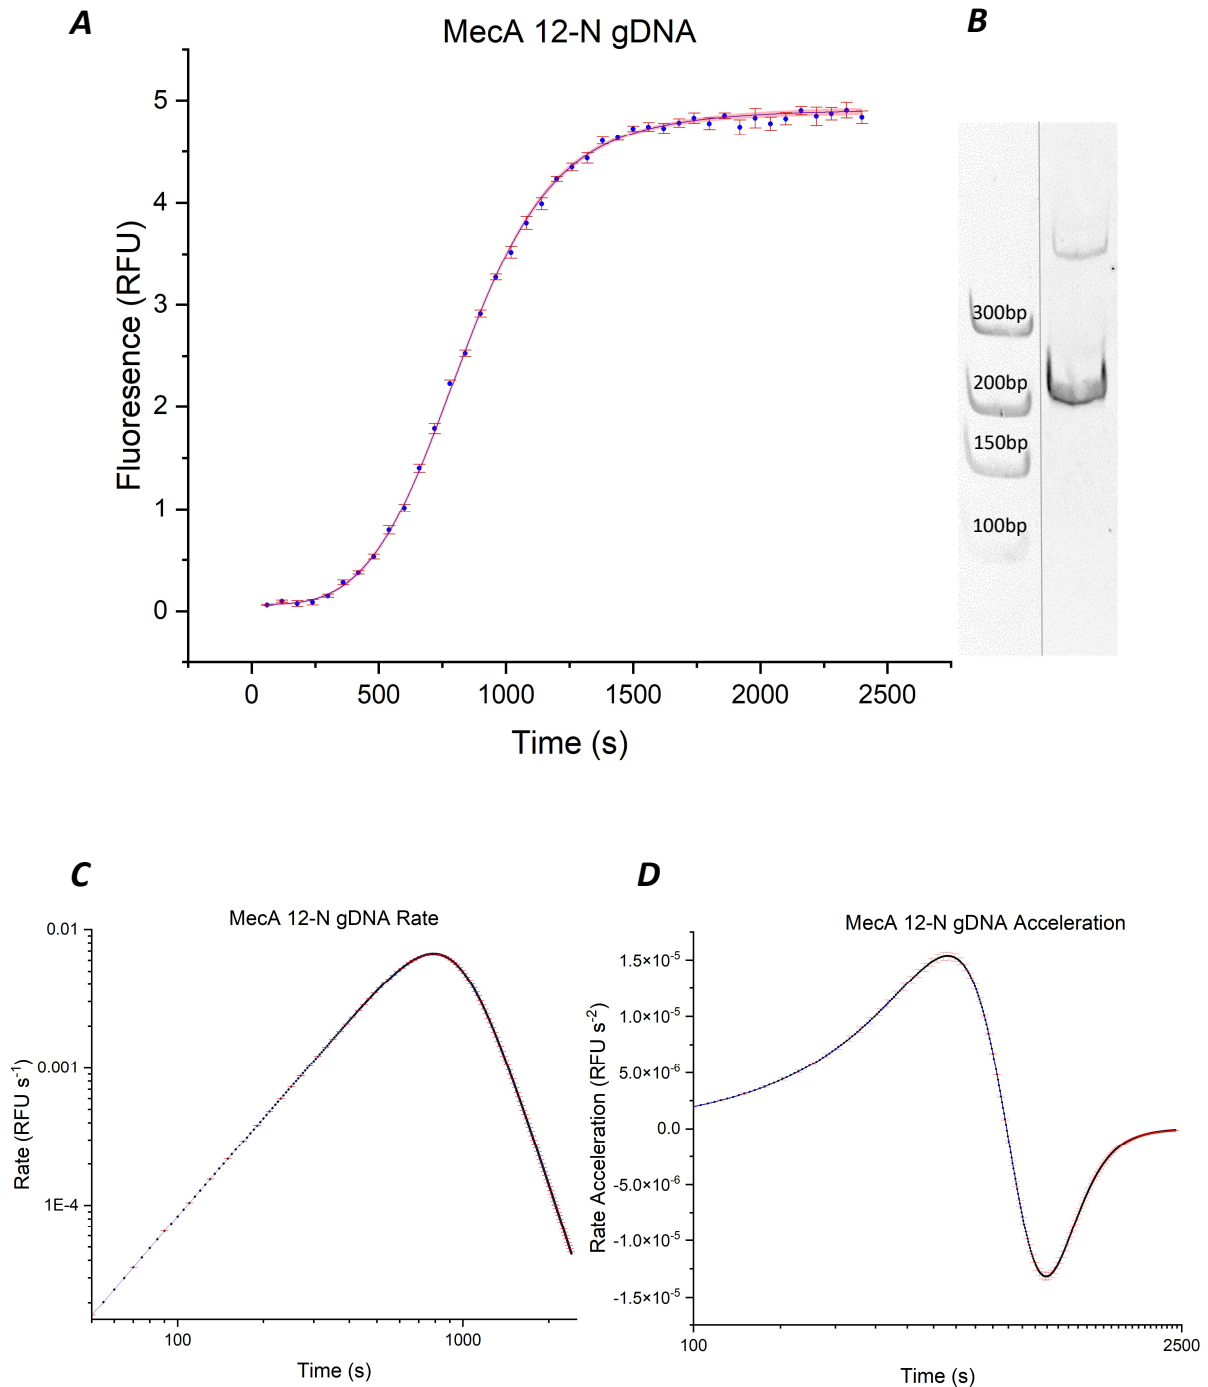 A
MecA 12-N gDNA
B
5
4
3
2
1
0
Fluoresence (RFU)
0 500 1000 1500 2000 2500
Time (s)
300bp
200bp
150bp
100bp
C
MecA 12-N gDNA Rate
0.01
0.001
1E-4
Rate (RFU s⁻¹)
100 1000
Time (s)
D
MecA 12-N gDNA Acceleration
1.5×10⁻⁵
1.0×10⁻⁵
5.0×10⁻⁶
0.0
-5.0×10⁻⁶
-1.0×10⁻⁵
-1.5×10⁻⁵
Rate Acceleration (RFU s⁻²)
100 2500
Time (s)